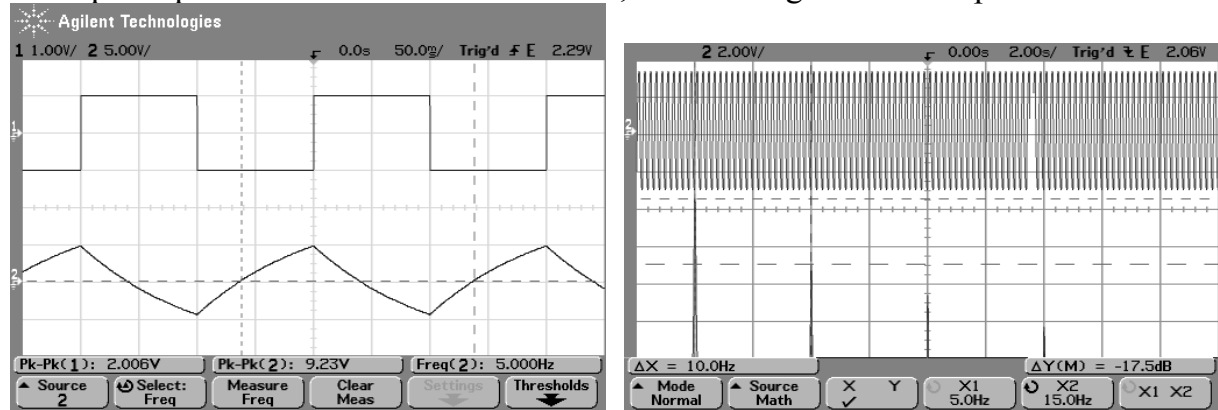 Agilent Technologies
1 1.00V/ 2 5.00V/ 0.0s 50.0㎳/ Trig'd E 2.29V
1
2
Pk-Pk(1): 2.006V Pk-Pk(2): 9.23V Freq(2): 5.000Hz
Source
2
Select:
Freq
Measure
Freq
Clear
Meas
Settings
Thresholds
2 2.00V/ 0.00s 2.00s/ Trig'd E 2.06V
2
ΔX = 10.0Hz ΔY(M) = -17.5dB
Mode
Normal
Source
Math
X Y
✓
X1
5.0Hz
X2
15.0Hz
X1 X2